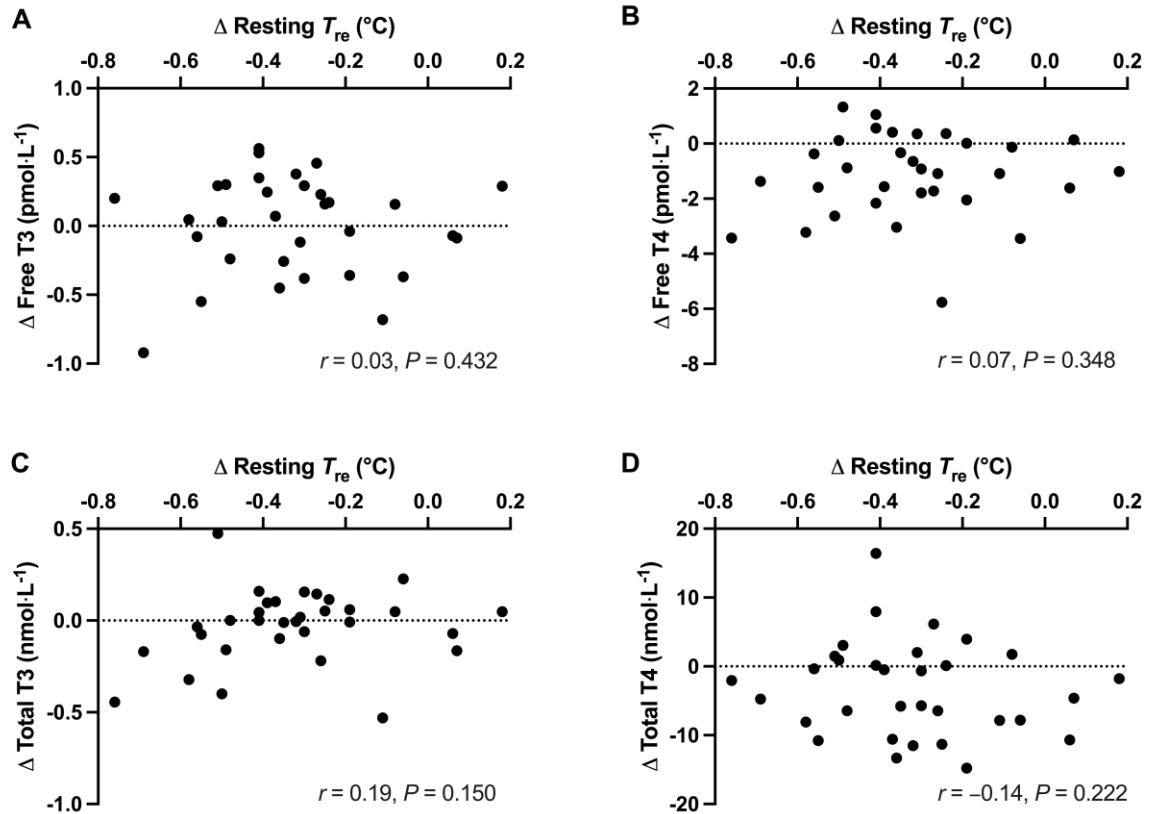 A
Δ Resting Tre (°C)
-0.8 -0.6 -0.4 -0.2 0.0 0.2
Δ Free T3 (pmol·L-1)
1.0
0.5
0.0
-0.5
-1.0
r = 0.03, P = 0.432
B
Δ Resting Tre (°C)
-0.8 -0.6 -0.4 -0.2 0.0 0.2
Δ Free T4 (pmol·L-1)
2
0
-2
-4
-6
-8
r = 0.07, P = 0.348
C
Δ Resting Tre (°C)
-0.8 -0.6 -0.4 -0.2 0.0 0.2
Δ Total T3 (nmol·L-1)
0.5
0.0
-0.5
-1.0
r = 0.19, P = 0.150
D
Δ Resting Tre (°C)
-0.8 -0.6 -0.4 -0.2 0.0 0.2
Δ Total T4 (nmol·L-1)
20
10
0
-10
-20
r = −0.14, P = 0.222